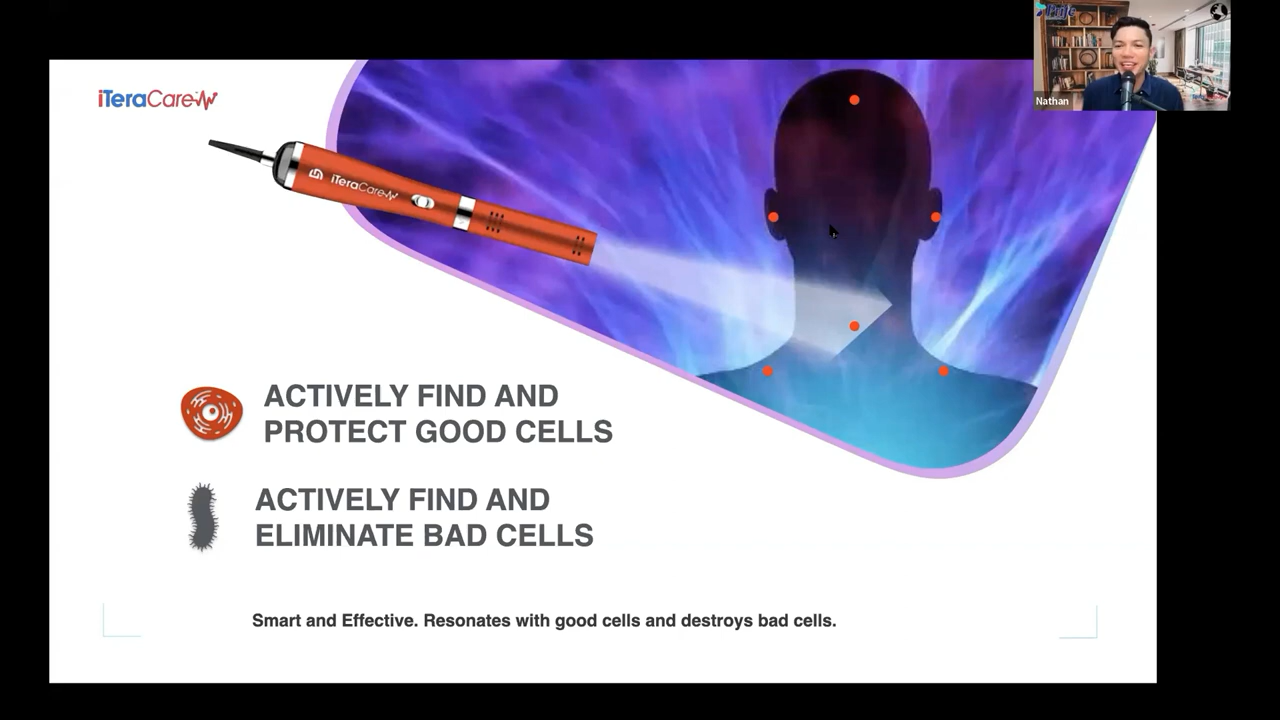 Prife
Nathan
iTeraCare
iTeraCare
ACTIVELY FIND AND
PROTECT GOOD CELLS
ACTIVELY FIND AND
ELIMINATE BAD CELLS
Smart and Effective. Resonates with good cells and destroys bad cells.